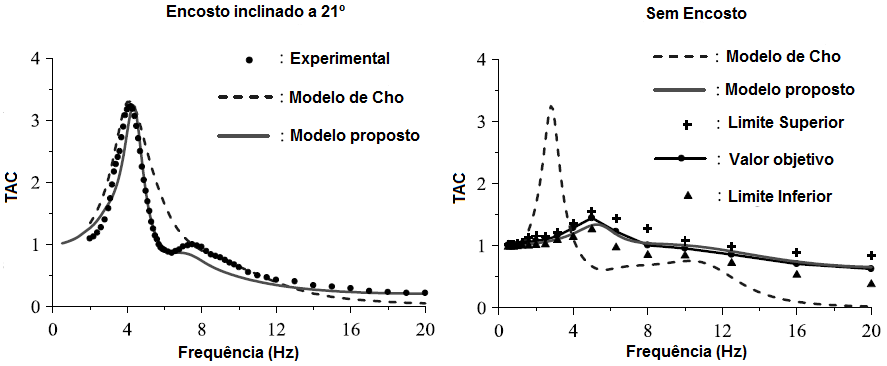 Encosto inclinado a 21º
4
3
2
1
0
TAC
: Experimental
: Modelo de Cho
: Modelo proposto
0 4 8 12 16 20
Frequência (Hz)
Sem Encosto
4
3
2
1
0
TAC
: Modelo de Cho
: Modelo proposto
: Limite Superior
: Valor objetivo
: Limite Inferior
0 4 8 12 16 20
Frequência (Hz)